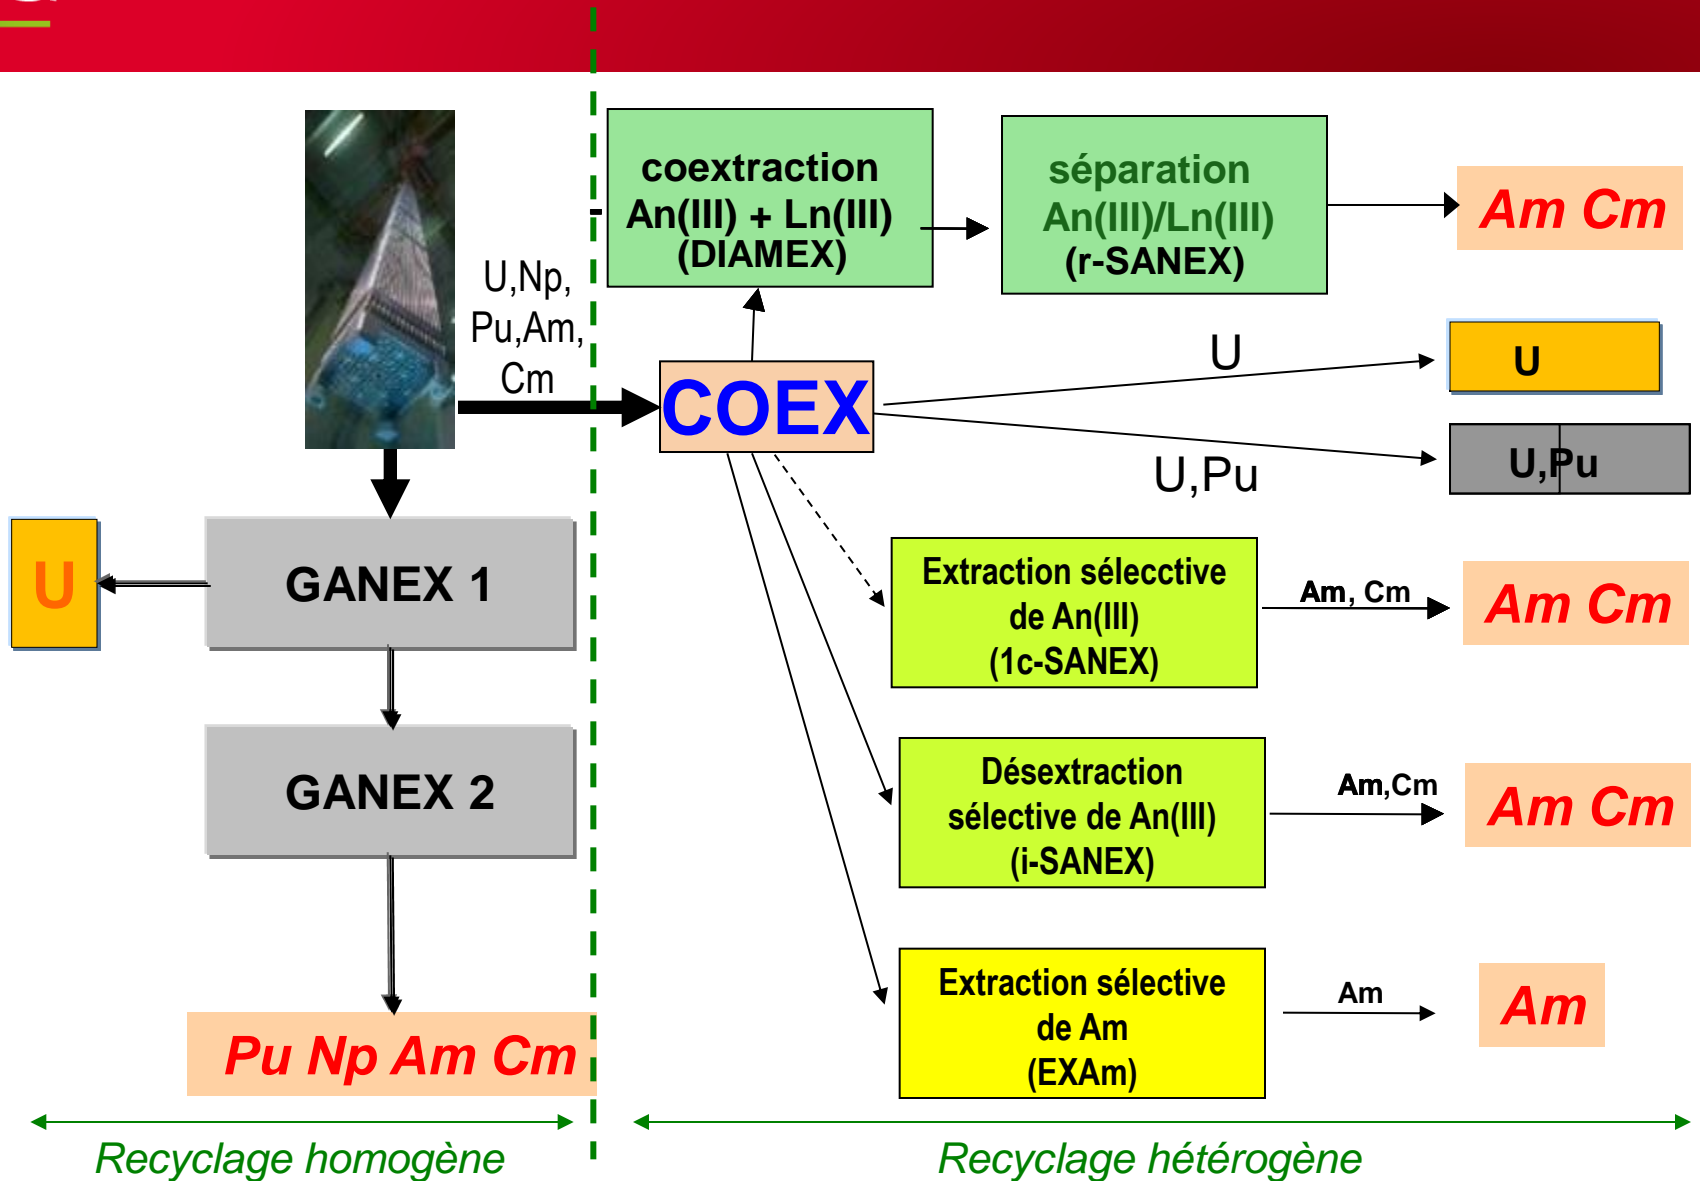 coextraction
An(III) + Ln(III)
(DIAMEX)
séparation
An(III)/Ln(III)
(r-SANEX)
Am Cm
U,Np,
Pu,Am,
Cm
COEX
U
U
U,Pu
U,Pu
U
GANEX 1
Extraction sélecctive
de An(III)
(1c-SANEX)
Am, Cm
Am Cm
GANEX 2
Désextraction
sélective de An(III)
(i-SANEX)
Am,Cm
Am Cm
Pu Np Am Cm
Extraction sélective
de Am
(EXAm)
Am
Am
Recyclage homogène
Recyclage hétérogène